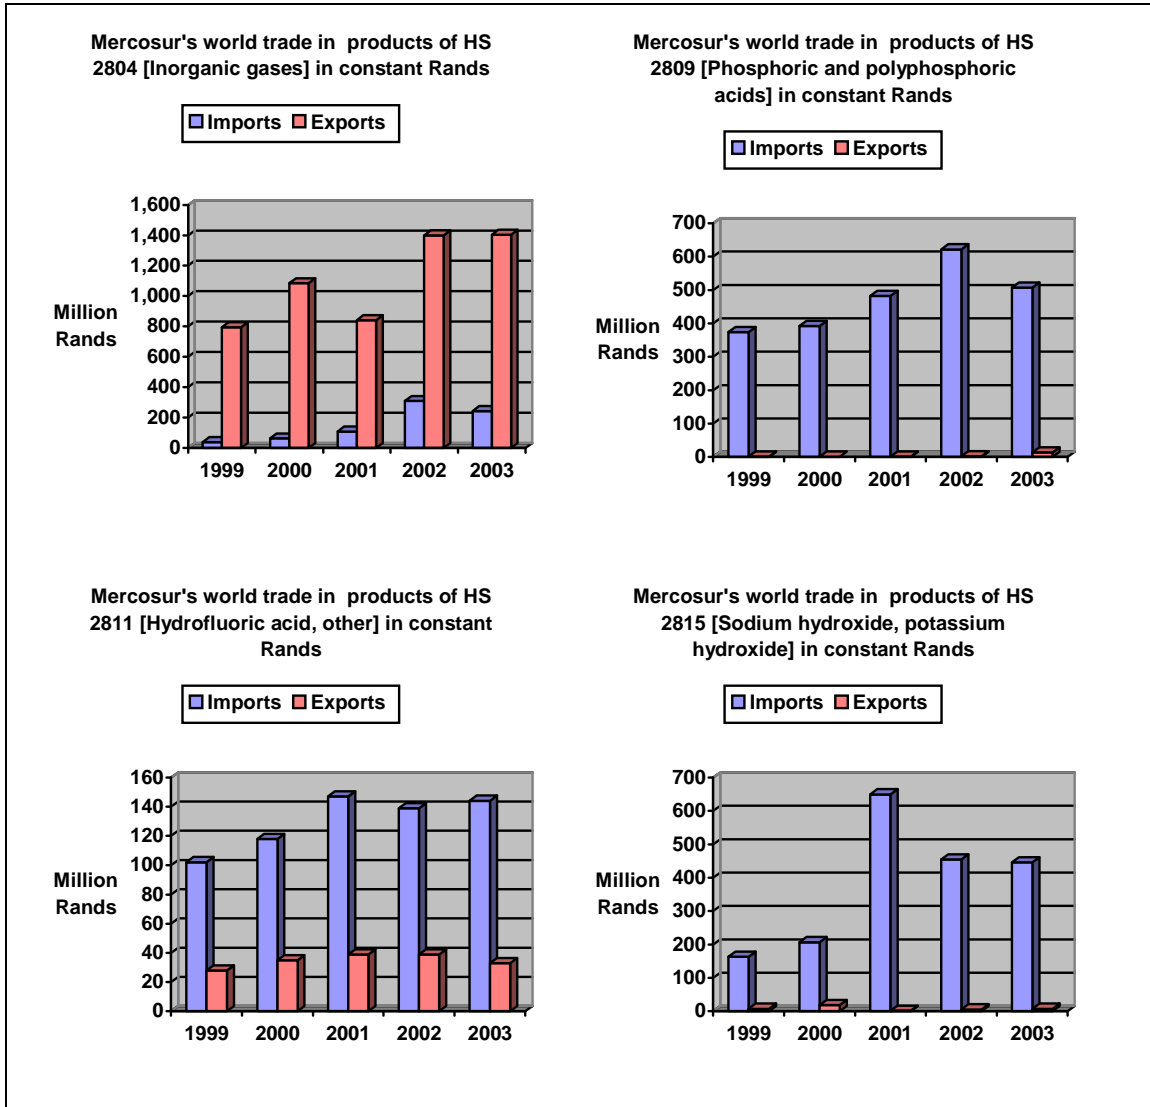 Mercosur's world trade in products of HS
2804 [Inorganic gases] in constant Rands
Imports Exports
1,600
1,400
1,200
1,000
800
600
400
200
0
Million
Rands
1999 2000 2001 2002 2003
Mercosur's world trade in products of HS
2809 [Phosphoric and polyphosphoric
acids] in constant Rands
Imports Exports
700
600
500
400
300
200
100
0
Million
Rands
1999 2000 2001 2002 2003
Mercosur's world trade in products of HS
2811 [Hydrofluoric acid, other] in constant
Rands
Imports Exports
160
140
120
100
80
60
40
20
0
Million
Rands
1999 2000 2001 2002 2003
Mercosur's world trade in products of HS
2815 [Sodium hydroxide, potassium
hydroxide] in constant Rands
Imports Exports
700
600
500
400
300
200
100
0
Million
Rands
1999 2000 2001 2002 2003